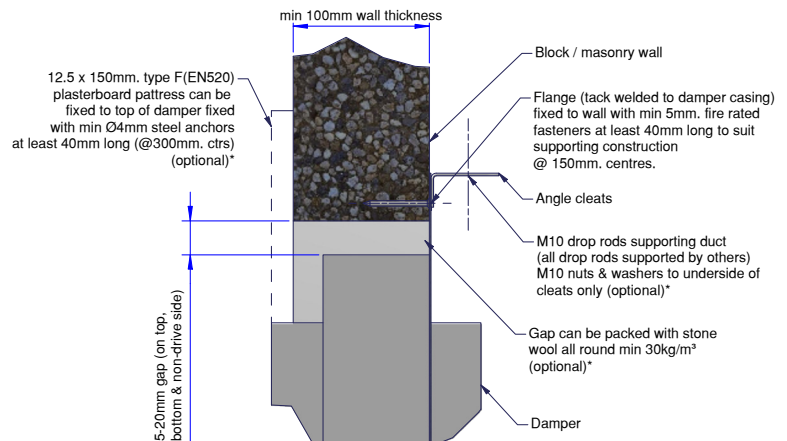 min 100mm wall thickness
Block / masonry wall
12.5 x 150mm. type F(EN520)
plasterboard pattress can be
fixed to top of damper fixed
with min Ø4mm steel anchors
at least 40mm long (@300mm. ctrs)
(optional)*
Flange (tack welded to damper casing)
fixed to wall with min 5mm. fire rated
fasteners at least 40mm long to suit
supporting construction
@ 150mm. centres.
Angle cleats
M10 drop rods supporting duct
(all drop rods supported by others)
M10 nuts & washers to underside of
cleats only (optional)*
Gap can be packed with stone
wool all round min 30kg/m³
(optional)*
5-20mm gap (on top,
bottom & non-drive side)
Damper